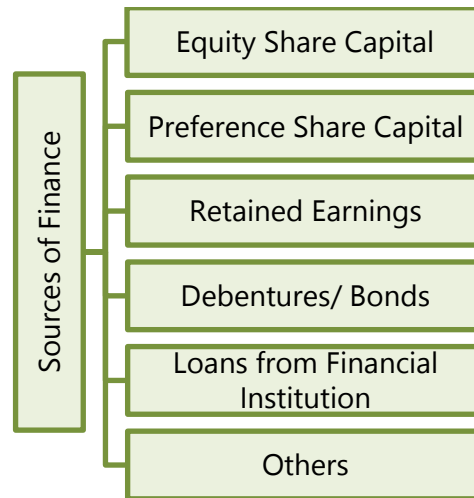 Sources of Finance
Equity Share Capital
Preference Share Capital
Retained Earnings
Debentures/ Bonds
Loans from Financial
Institution
Others